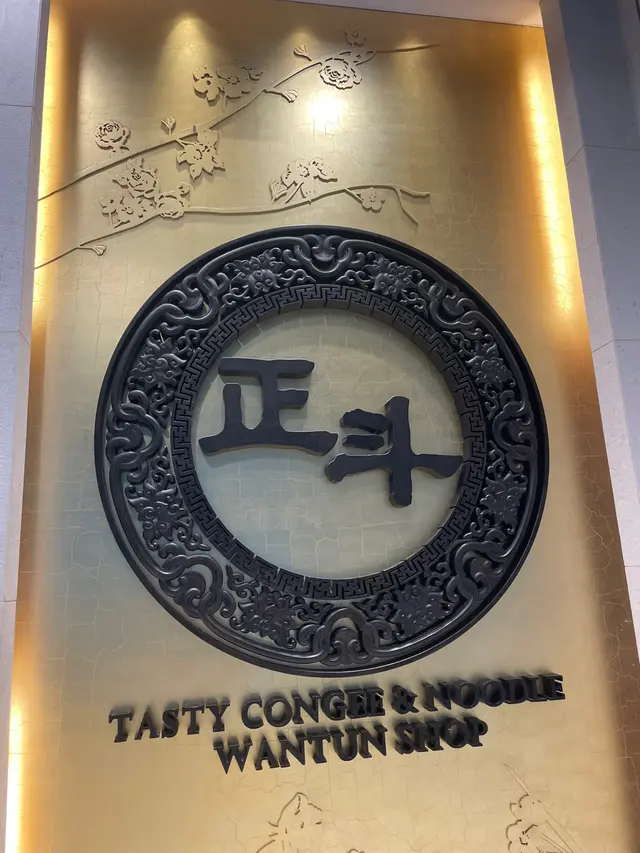 正斗
TASTY CONGEE & NOODLE
WANTUN SHOP